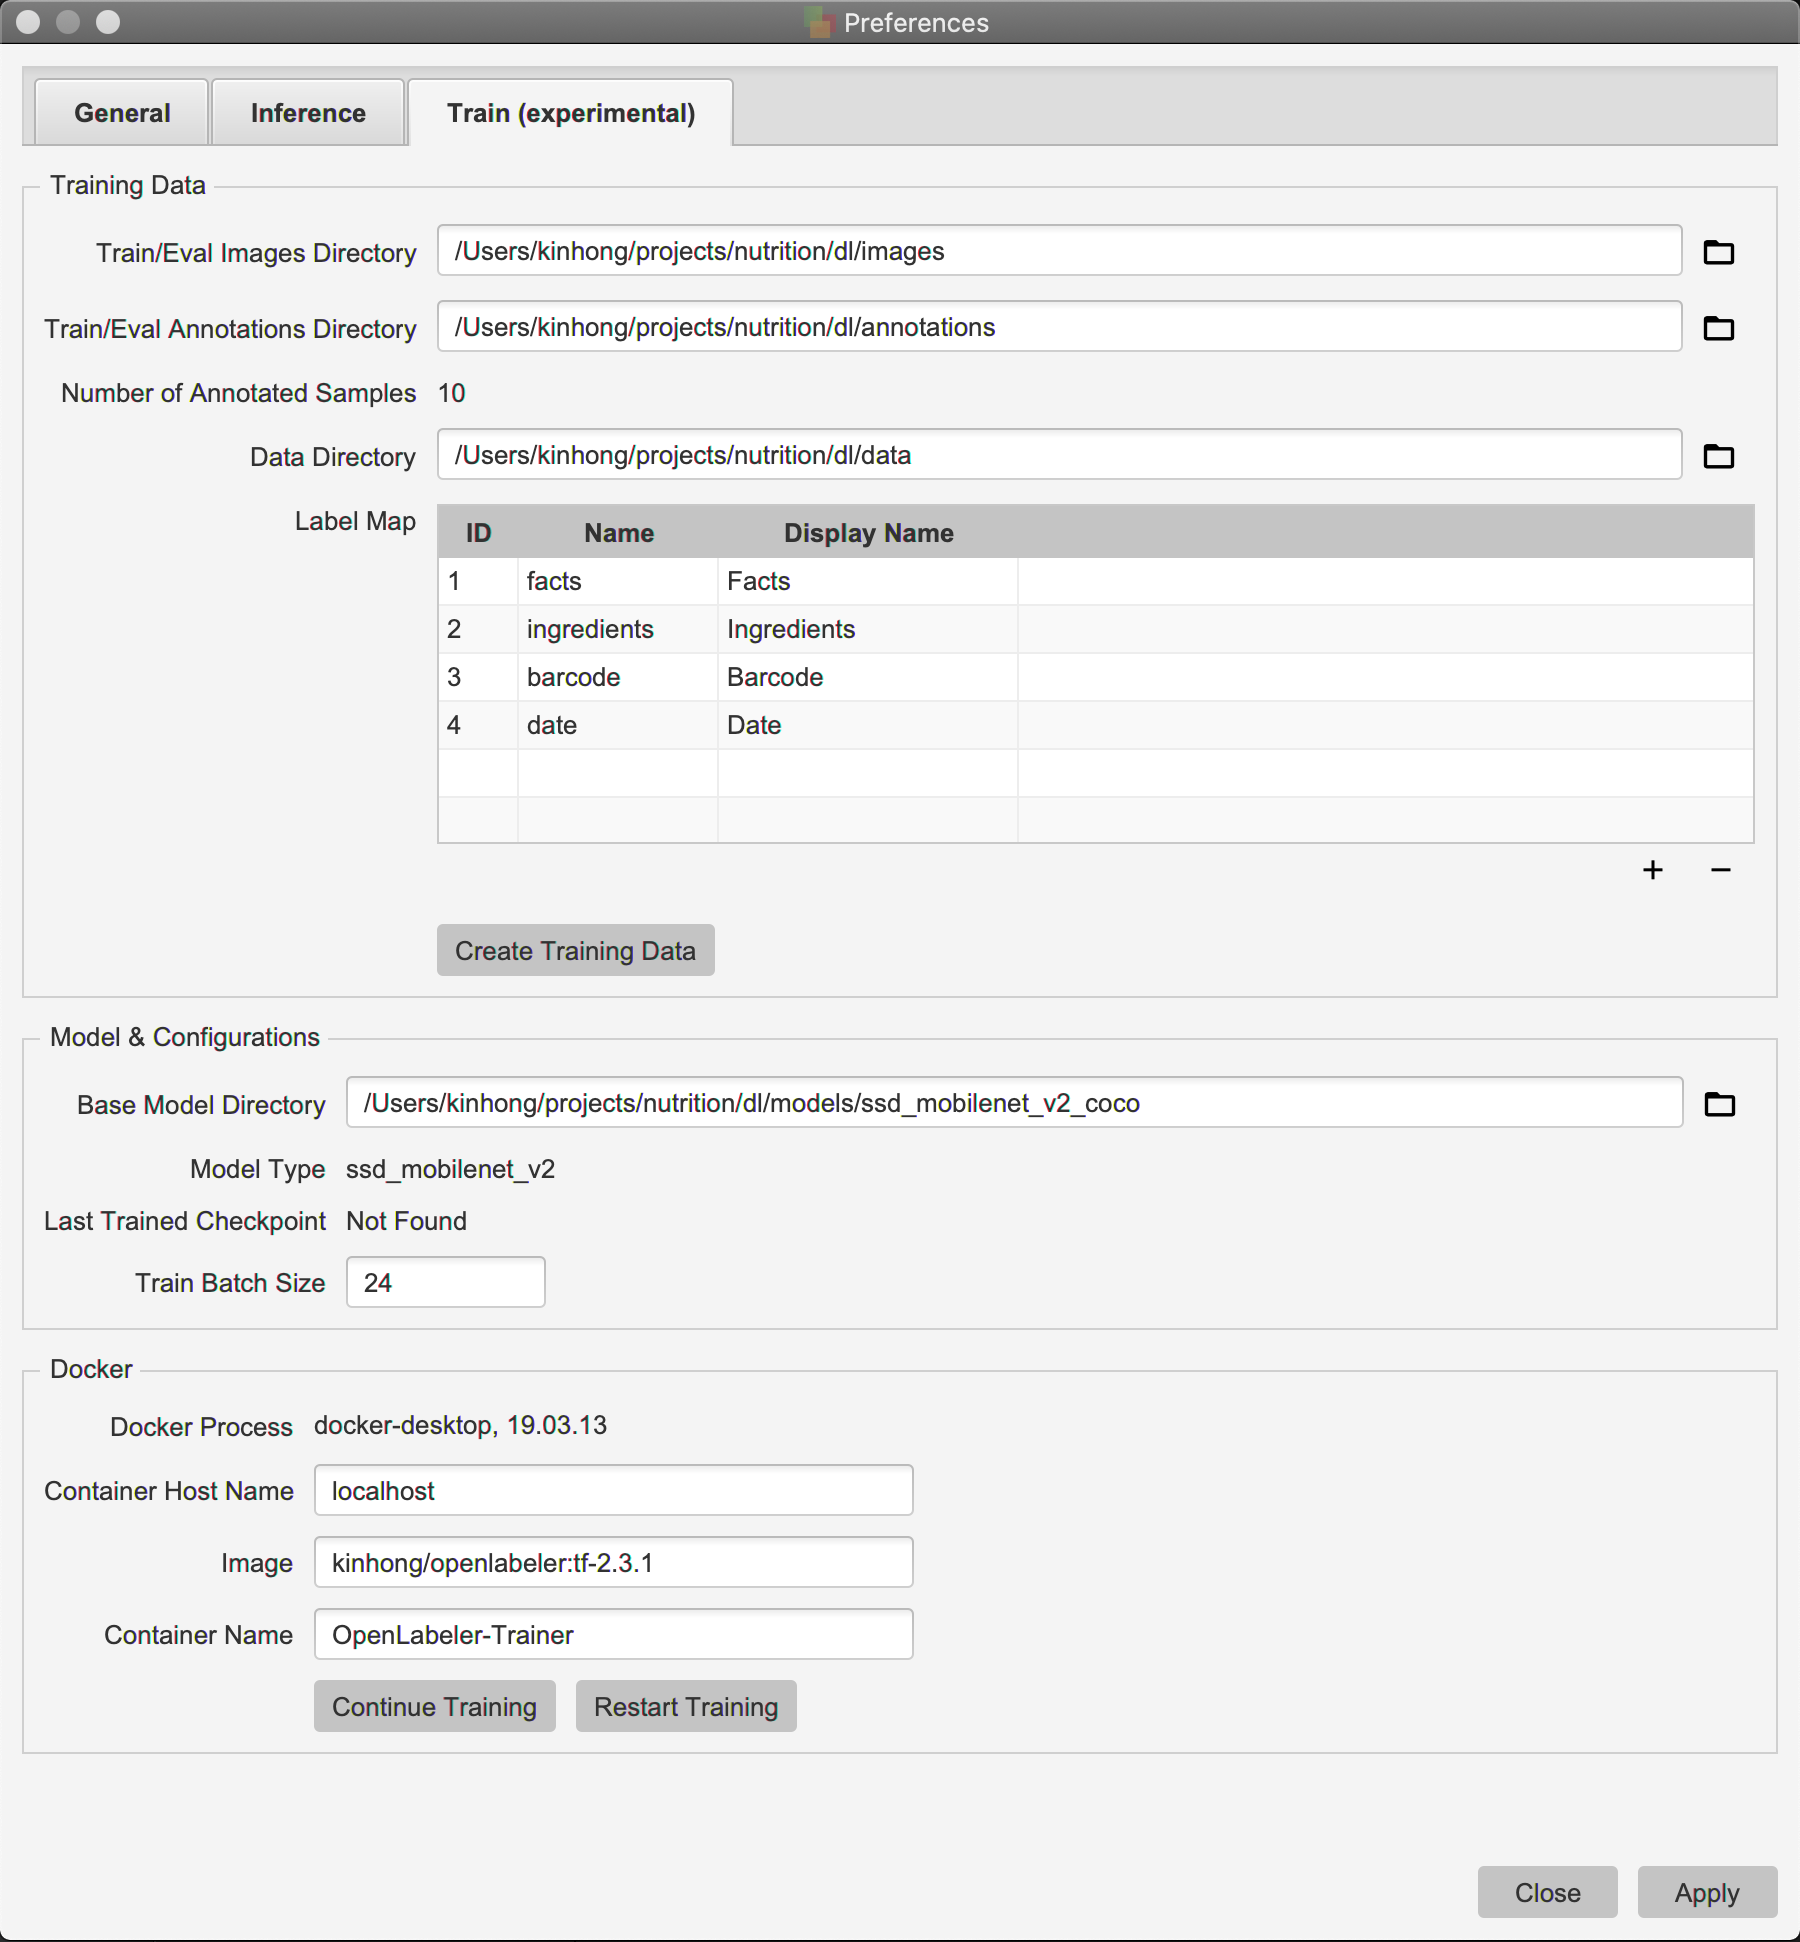 Preferences
General Inference Train (experimental)
Training Data
Train/Eval Images Directory /Users/kinhong/projects/nutrition/dl/images
Train/Eval Annotations Directory /Users/kinhong/projects/nutrition/dl/annotations
Number of Annotated Samples 10
Data Directory /Users/kinhong/projects/nutrition/dl/data
Label Map ID Name Display Name
1 facts Facts
2 ingredients Ingredients
3 barcode Barcode
4 date Date
+ −
Create Training Data
Model & Configurations
Base Model Directory /Users/kinhong/projects/nutrition/dl/models/ssd_mobilenet_v2_coco
Model Type ssd_mobilenet_v2
Last Trained Checkpoint Not Found
Train Batch Size 24
Docker
Docker Process docker-desktop, 19.03.13
Container Host Name localhost
Image kinhong/openlabeler:tf-2.3.1
Container Name OpenLabeler-Trainer
Continue Training Restart Training
Close Apply